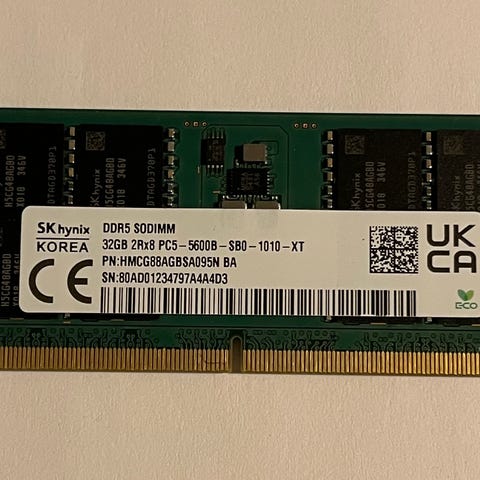 SK hynix
KOREA
DDR5 SODIMM
32GB 2Rx8 PC5-5600B-SB0-1010-XT
PN:HMCG88AGBSA095N BA
SN:80AD01234797A4A4D3
CE
UK
CA
ECO